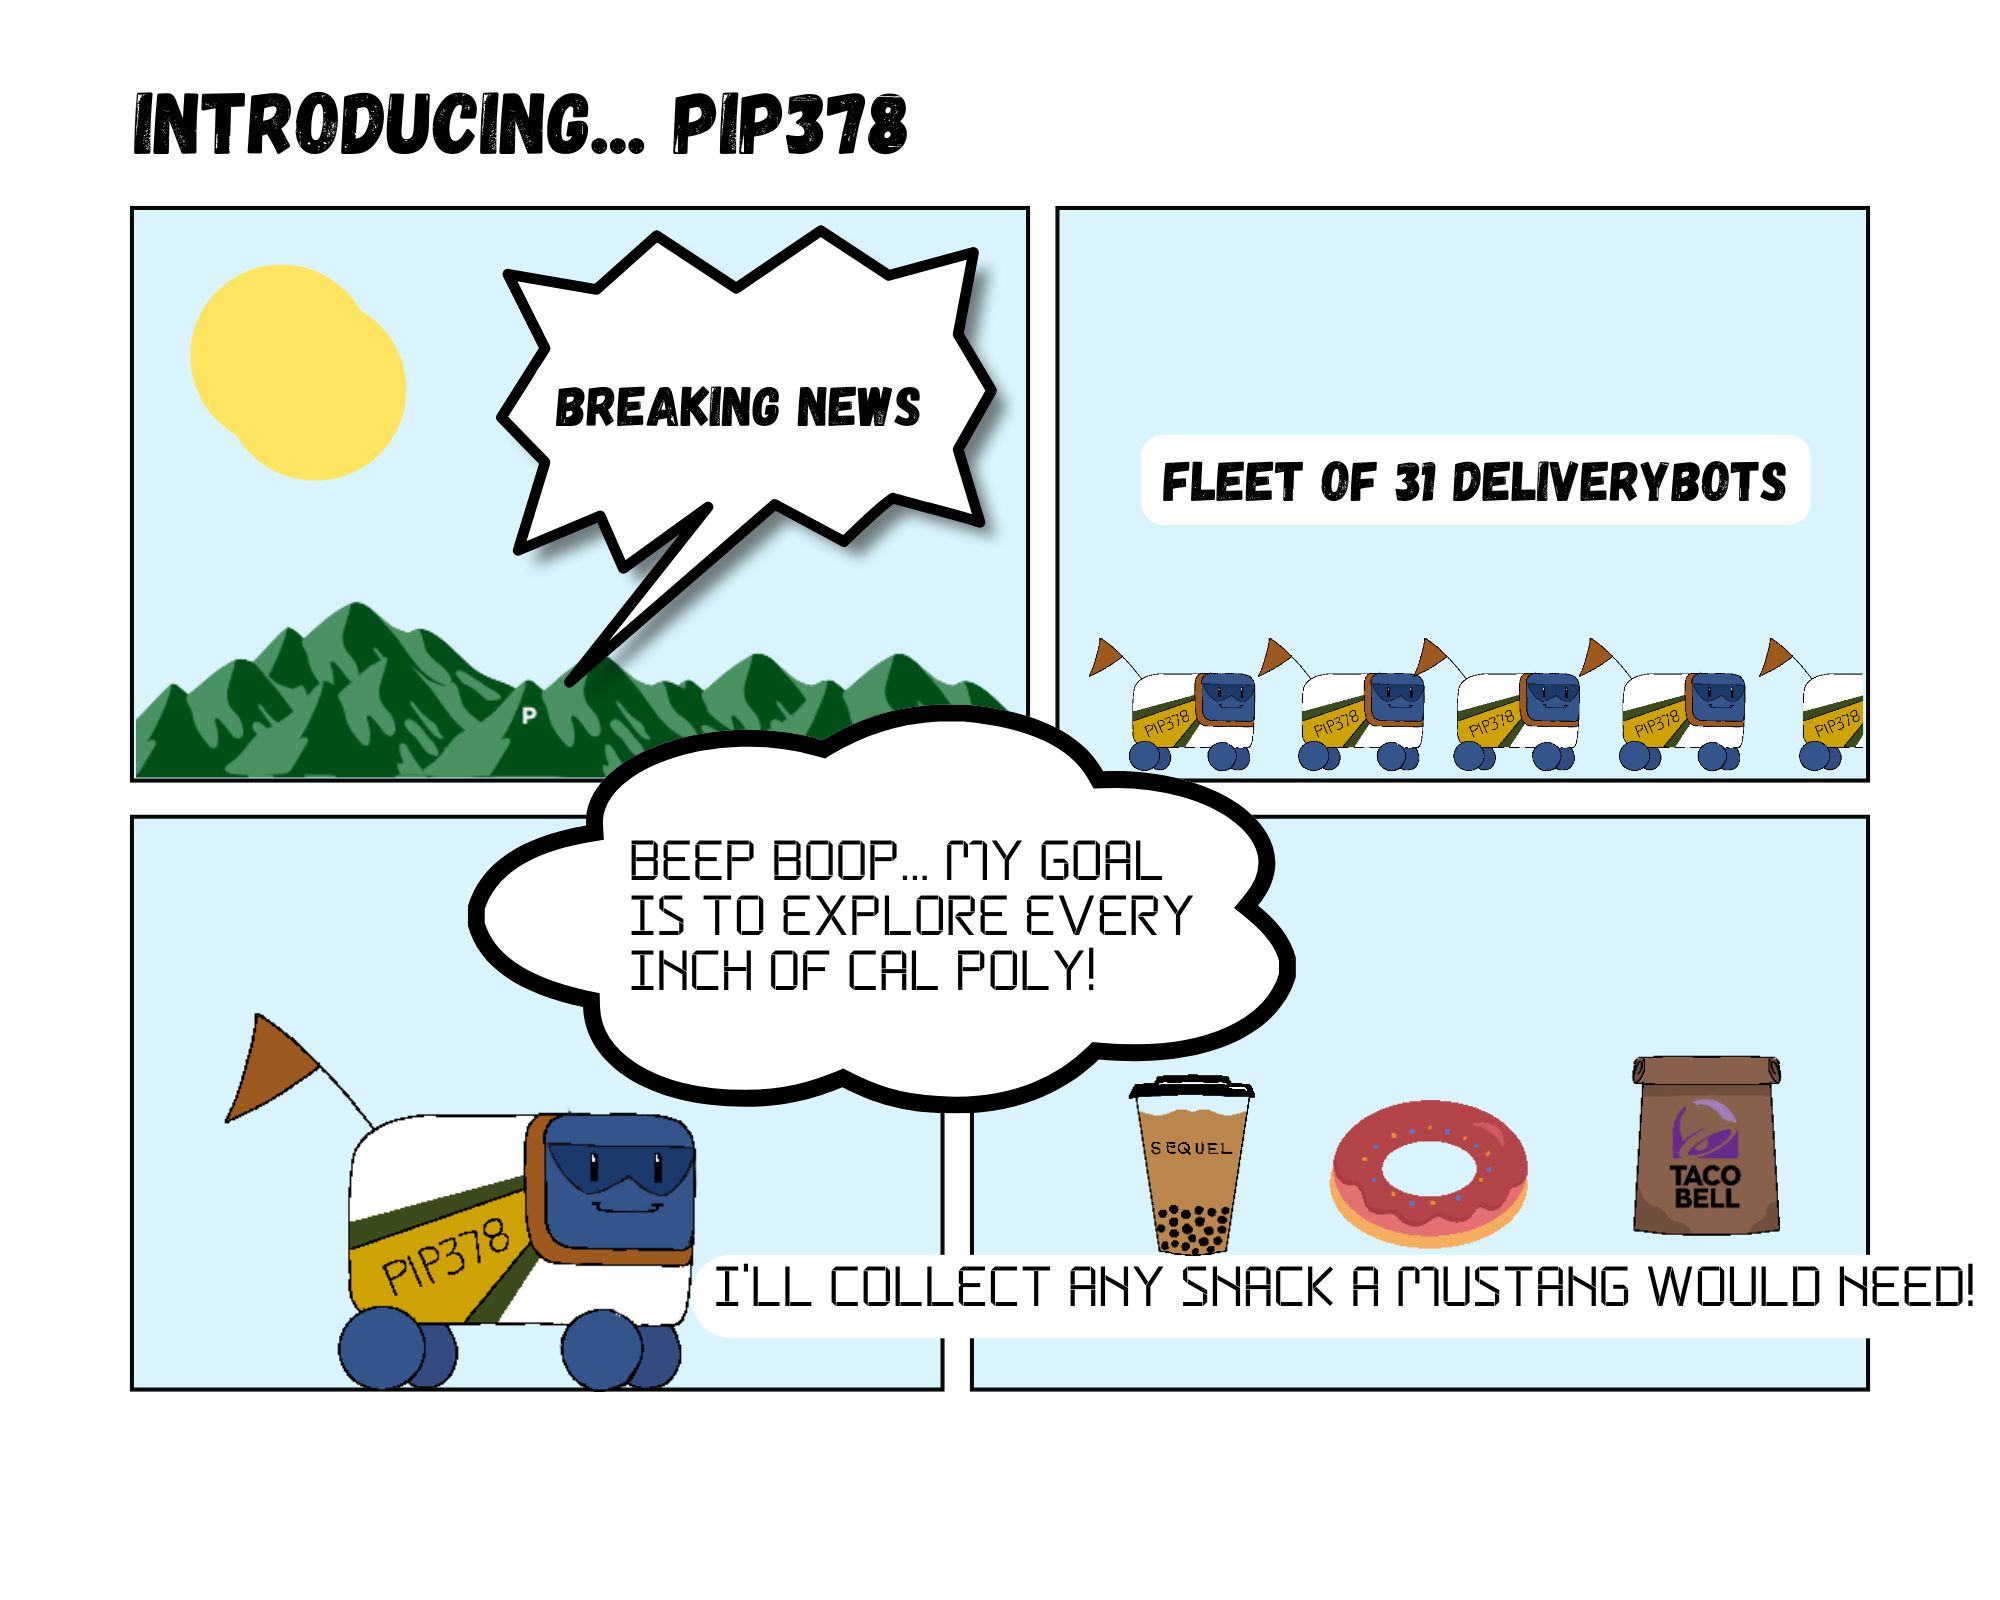 INTRODUCING... PIP378
BREAKING NEWS
P
FLEET OF 31 DELIVERYBOTS
PIP378
PIP378
PIP378
PIP378
PIP378
BEEP BOOP... MY GOAL
IS TO EXPLORE EVERY
INCH OF CAL POLY!
PIP378
SEQUEL
TACO
BELL
I'LL COLLECT ANY SNACK A MUSTANG WOULD NEED!